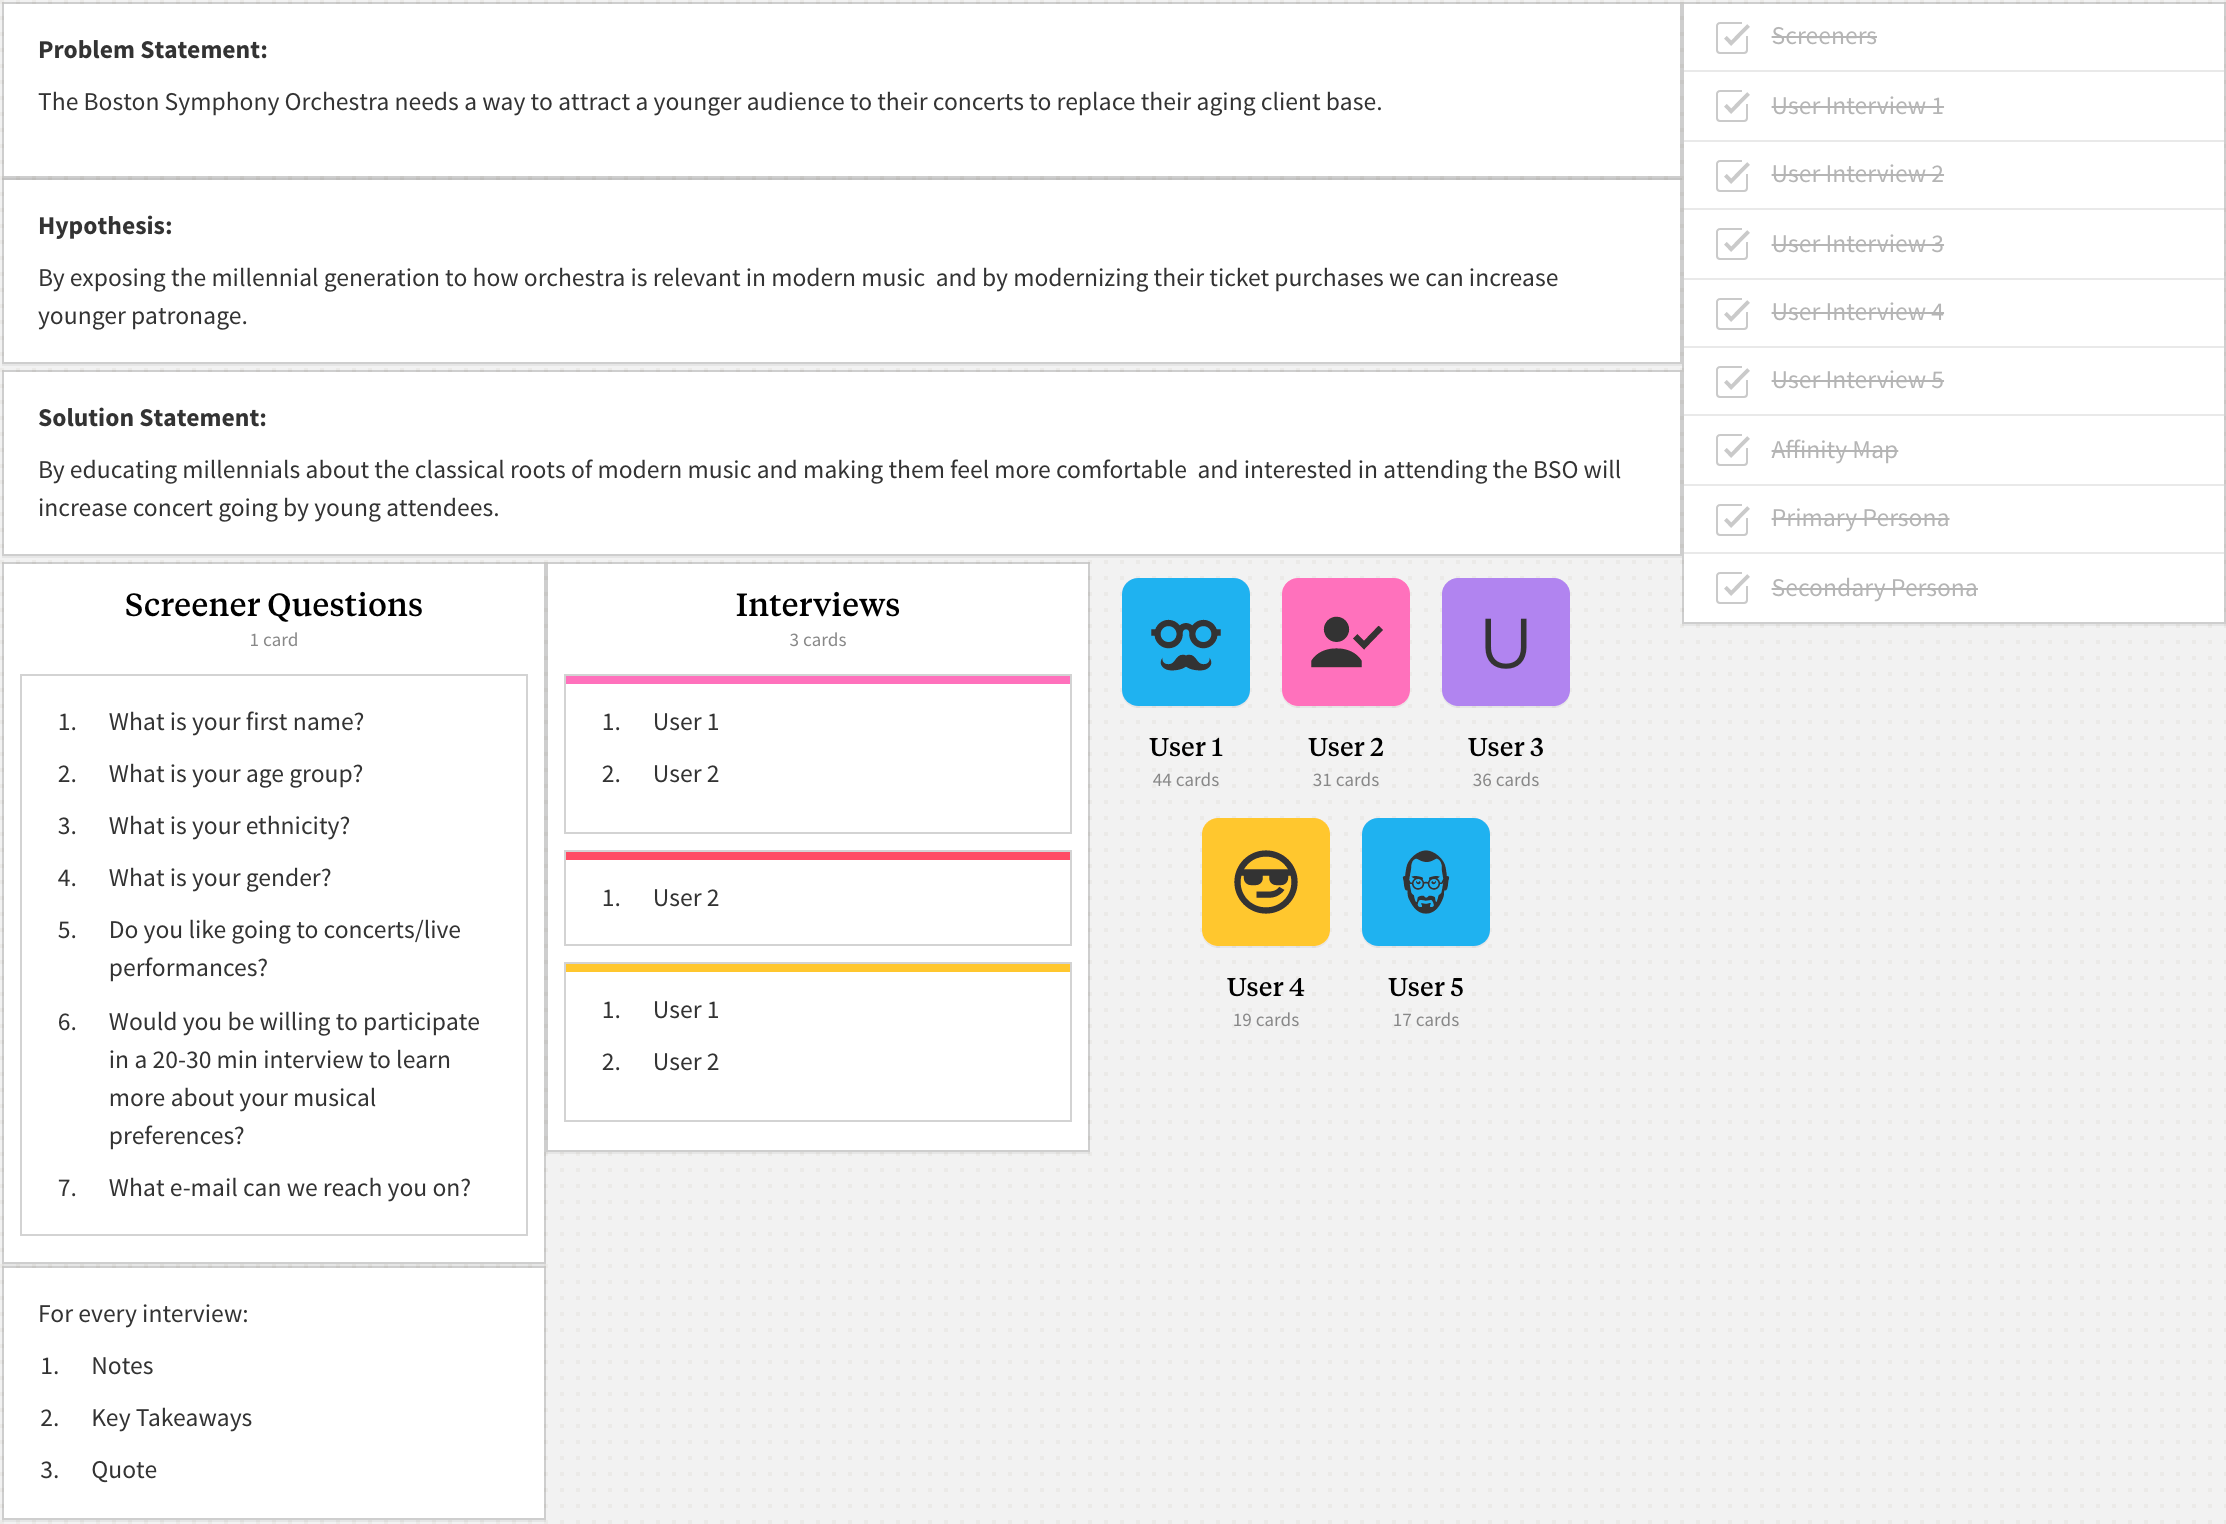 Problem Statement:
The Boston Symphony Orchestra needs a way to attract a younger audience to their concerts to replace their aging client base.
Hypothesis:
By exposing the millennial generation to how orchestra is relevant in modern music  and by modernizing their ticket purchases we can increase
younger patronage.
Solution Statement:
By educating millennials about the classical roots of modern music and making them feel more comfortable  and interested in attending the BSO will
increase concert going by young attendees.
Screeners
User Interview 1
User Interview 2
User Interview 3
User Interview 4
User Interview 5
Affinity Map
Primary Persona
Secondary Persona
Screener Questions
1 card
1. What is your first name?
2. What is your age group?
3. What is your ethnicity?
4. What is your gender?
5. Do you like going to concerts/live
performances?
6. Would you be willing to participate
in a 20-30 min interview to learn
more about your musical
preferences?
7. What e-mail can we reach you on?
For every interview:
1. Notes
2. Key Takeaways
3. Quote
Interviews
3 cards
1. User 1
2. User 2
1. User 2
1. User 1
2. User 2
U
User 1
44 cards
User 2
31 cards
User 3
36 cards
User 4
19 cards
User 5
17 cards